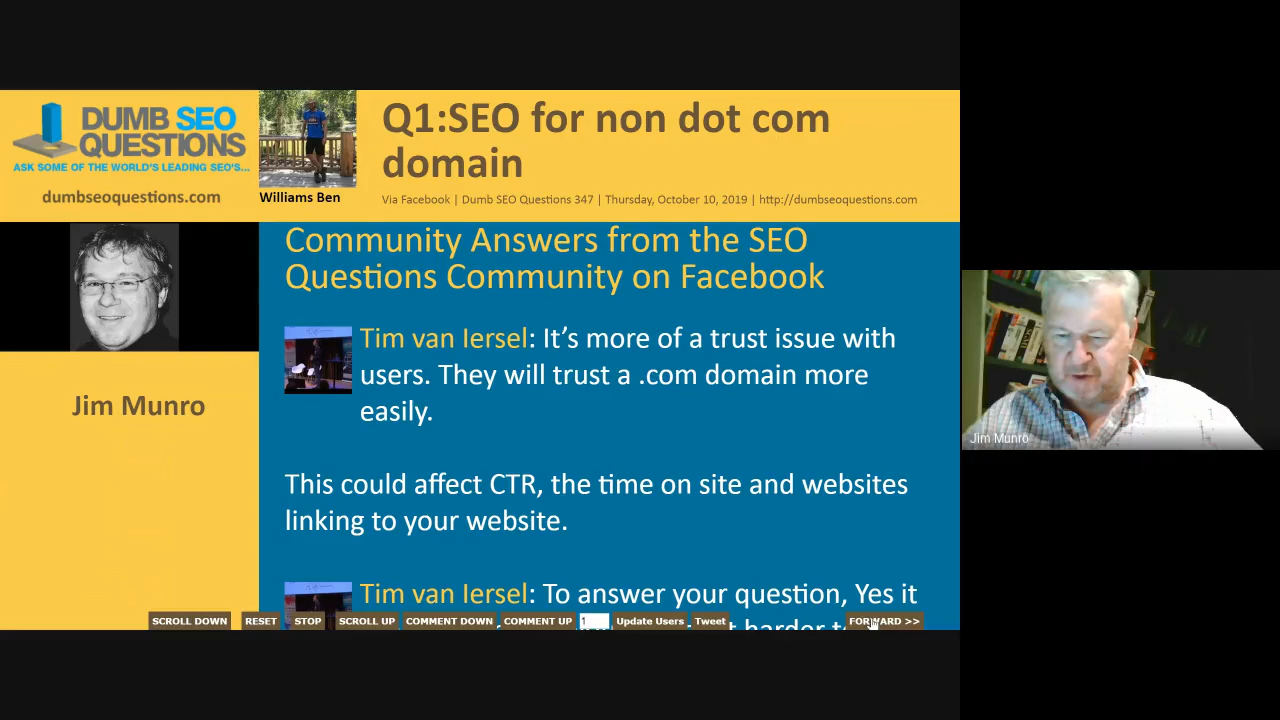 DUMB SEO
QUESTIONS
ASK SOME OF THE WORLD'S LEADING SEO'S...
dumbseoquestions.com
Williams Ben
Q1:SEO for non dot com
domain
Via Facebook | Dumb SEO Questions 347 | Thursday, October 10, 2019 | http://dumbseoquestions.com
Jim Munro
Community Answers from the SEO
Questions Community on Facebook
Tim van Iersel: It’s more of a trust issue with
users. They will trust a .com domain more
easily.
This could affect CTR, the time on site and websites
linking to your website.
Tim van Iersel: To answer your question, Yes it
harder
SCROLL DOWN RESET STOP SCROLL UP COMMENT DOWN COMMENT UP 1 Update Users Tweet FORWARD >>
Jim Munro